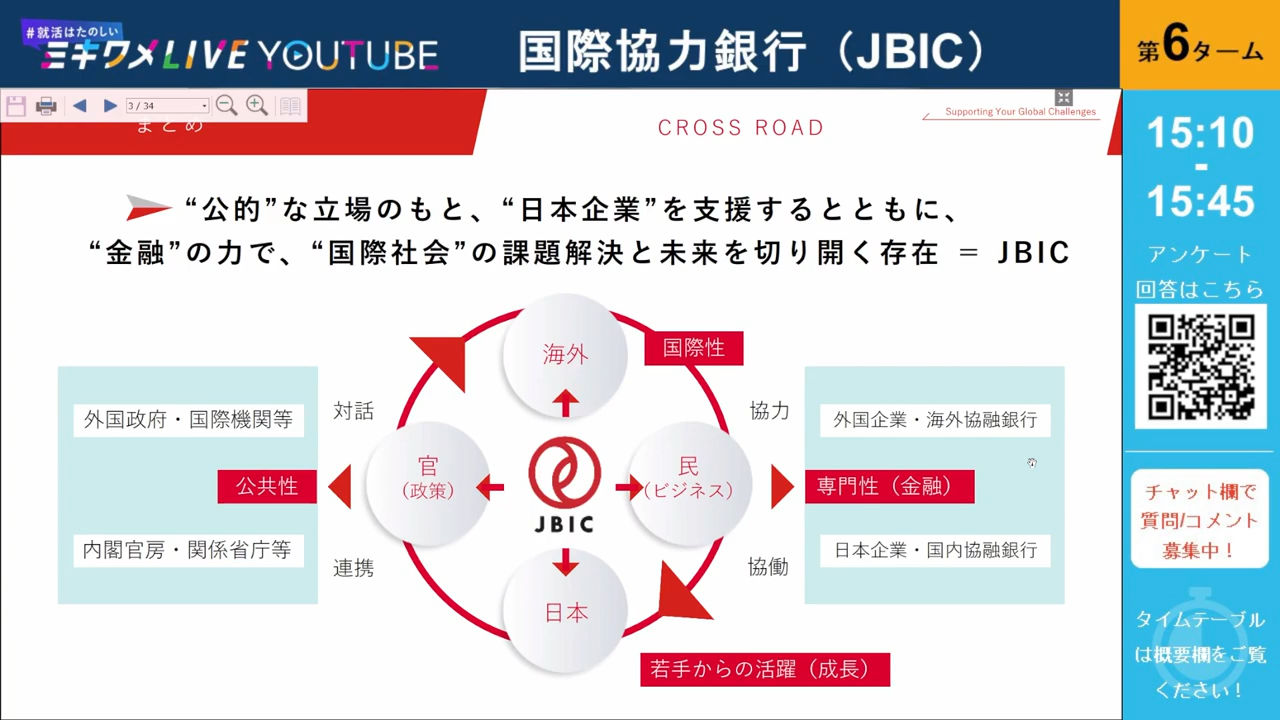 #就活はたのしい
ミキワメLIVE YOUTUBE
国際協力銀行（JBIC）
第6ターム
3 / 34
まとめ
CROSS ROAD
Supporting Your Global Challenges
“公的”な立場のもと、“日本企業”を支援するとともに、
“金融”の力で、“国際社会”の課題解決と未来を切り開く存在 ＝ JBIC
海外
国際性
対話
協力
外国政府・国際機関等
外国企業・海外協融銀行
官
（政策）
民
（ビジネス）
公共性
専門性（金融）
JBIC
内閣官房・関係省庁等
日本企業・国内協融銀行
連携
協働
日本
若手からの活躍（成長）
15:10
-
15:45
アンケート
回答はこちら
チャット欄で
質問/コメント
募集中！
タイムテーブル
は概要欄をご覧
ください！